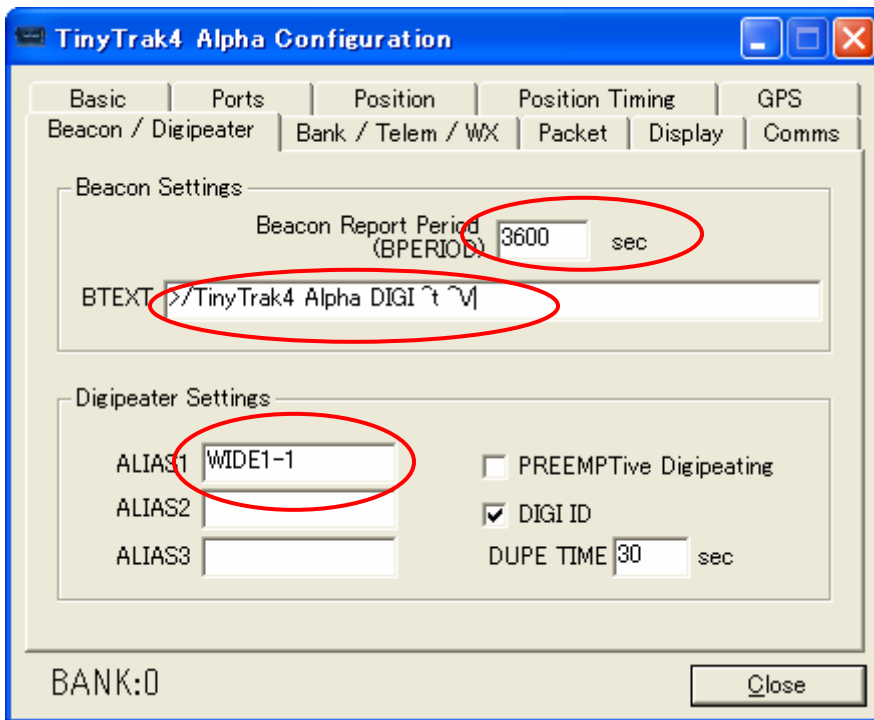 TinyTrak4 Alpha Configuration
Basic Ports Position Position Timing GPS
Beacon / Digipeater Bank / Telem / WX Packet Display Comms
Beacon Settings
Beacon Report Period
(BPERIOD) 3600 sec
BTEXT >/TinyTrak4 Alpha DIGI ^t ^V
Digipeater Settings
ALIAS1 WIDE1-1
PREEMPTive Digipeating
ALIAS2
DIGI ID
ALIAS3
DUPE TIME 30 sec
BANK:0
Close